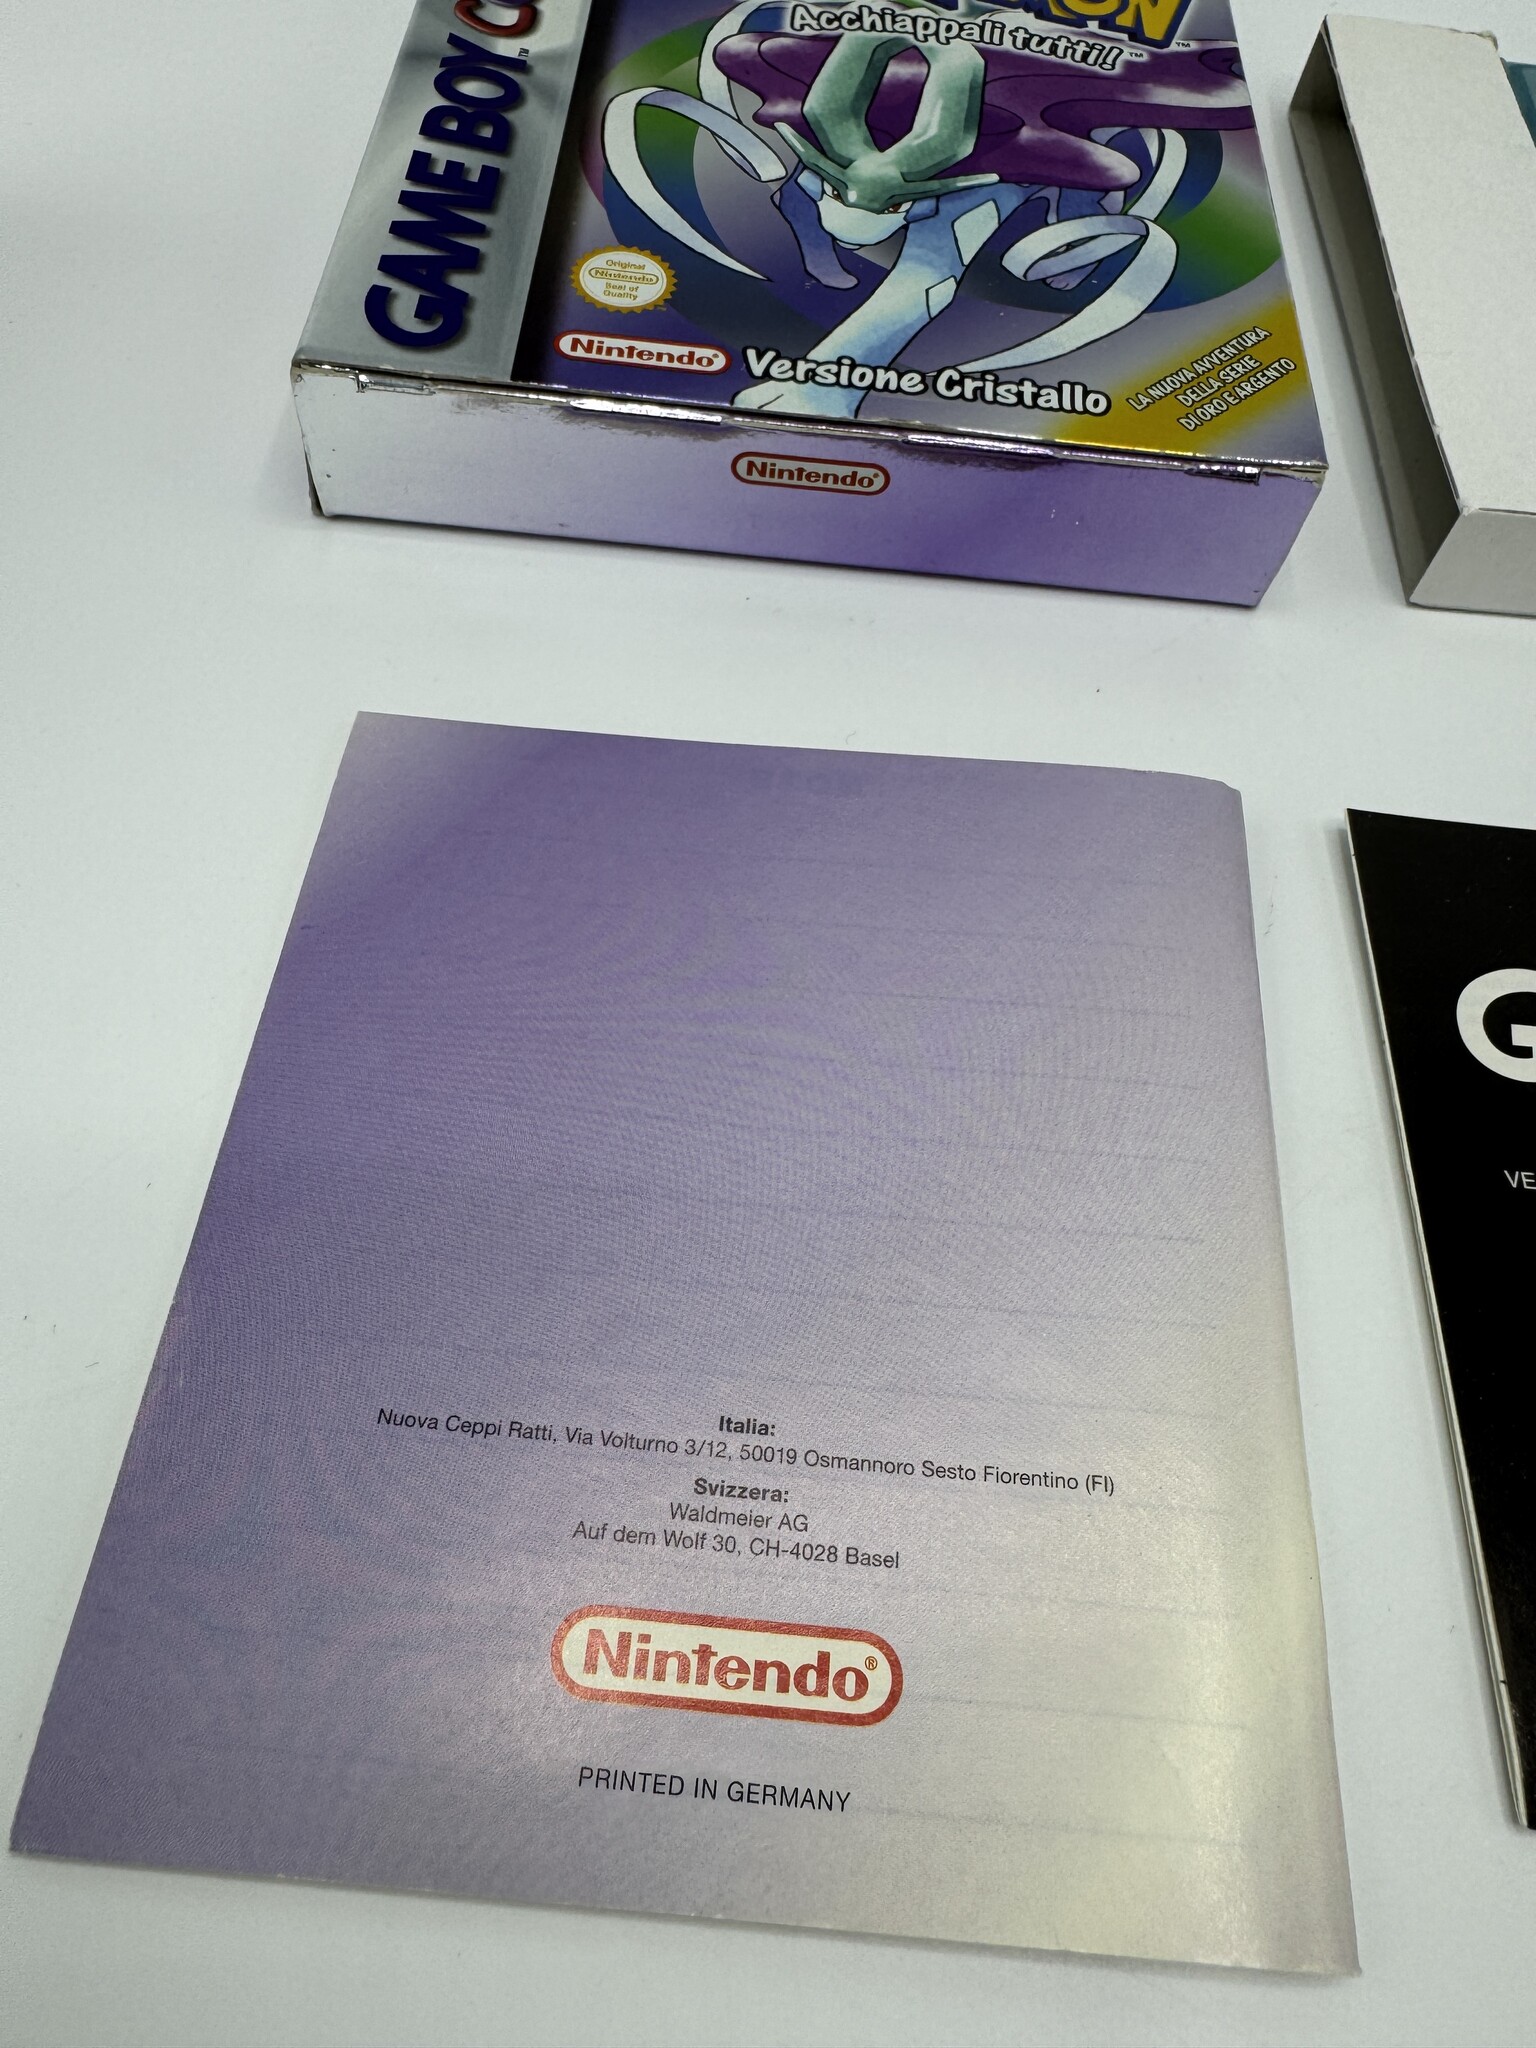 GAME BOY
Acchiappali tutti!™
Original
Nintendo
Seal of
Quality
Nintendo®
Versione Cristallo
LA NUOVA AVVENTURA
DELLA SERIE
DI ORO E ARGENTO
Nintendo®
Italia:
Nuova Ceppi Ratti, Via Volturno 3/12, 50019 Osmannoro Sesto Fiorentino (FI)
Svizzera:
Waldmeier AG
Auf dem Wolf 30, CH-4028 Basel
Nintendo®
PRINTED IN GERMANY